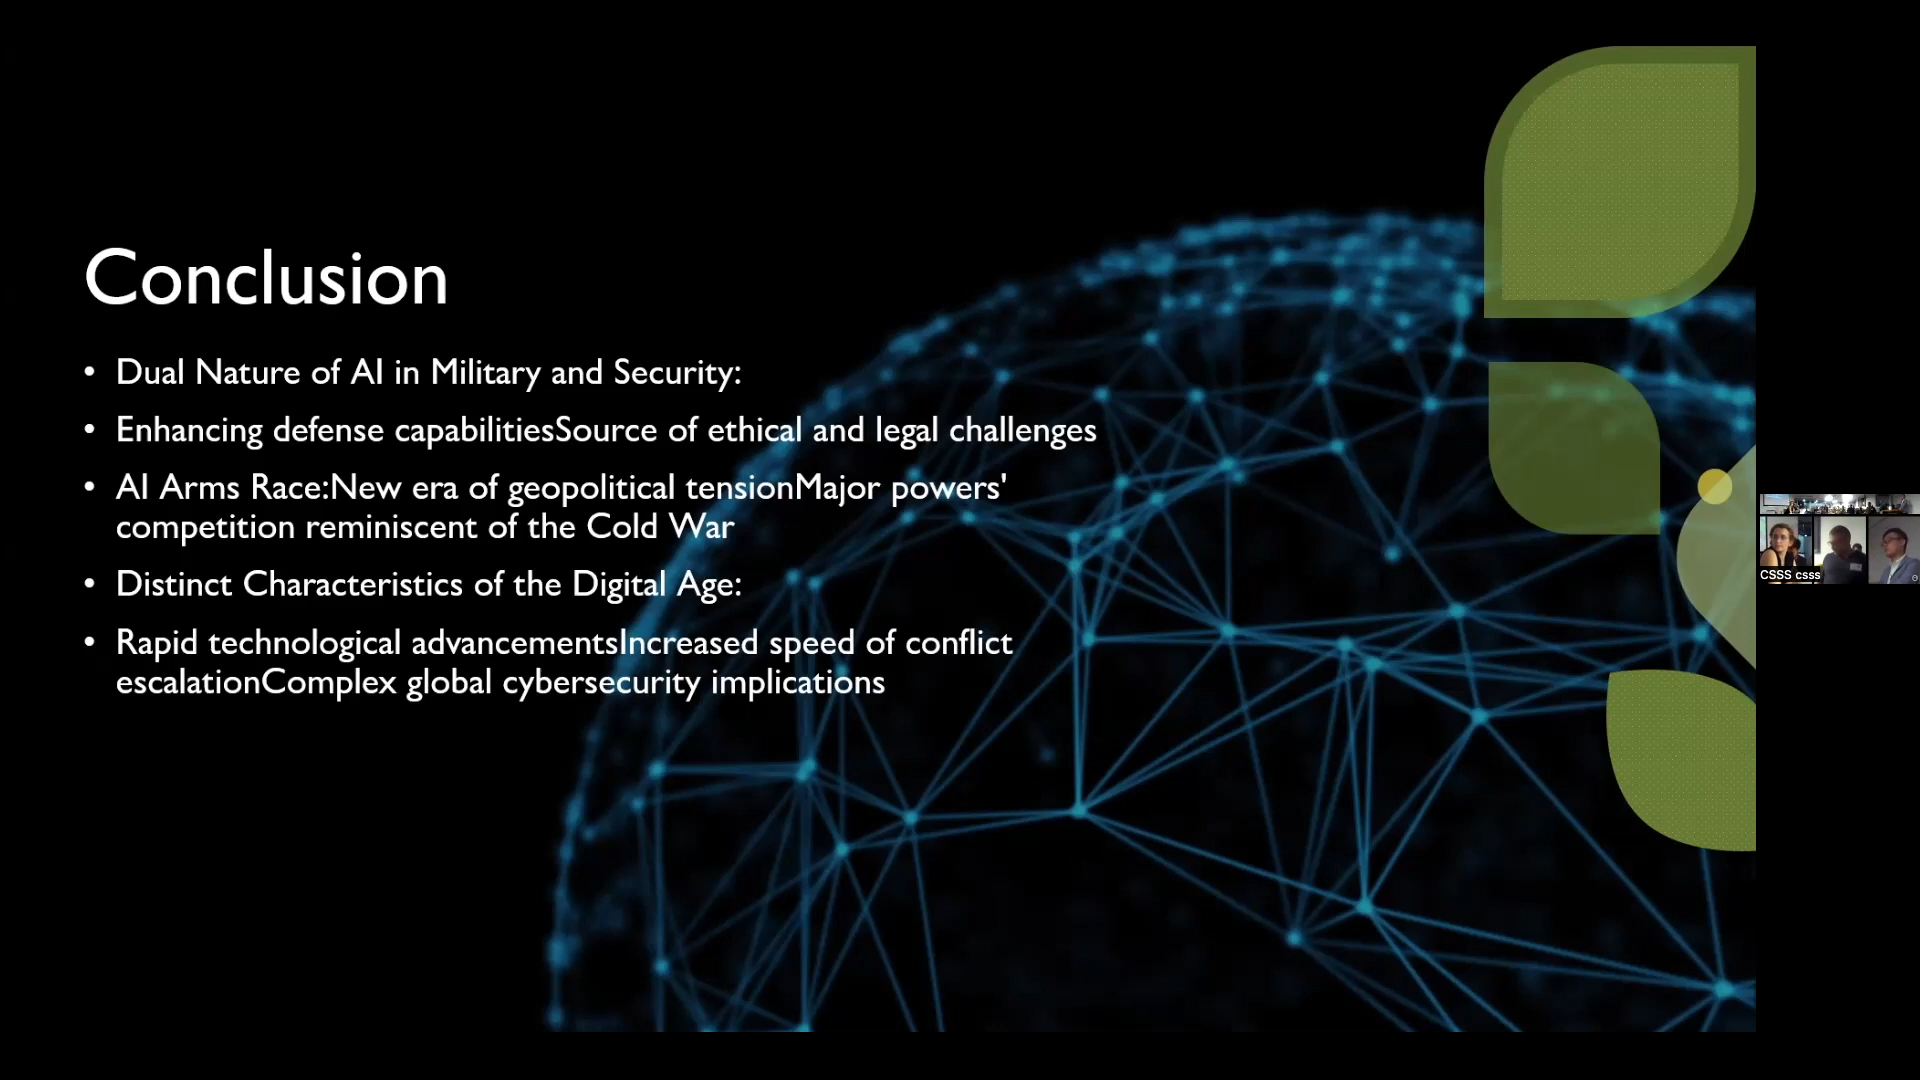 Conclusion
• Dual Nature of AI in Military and Security:
• Enhancing defense capabilitiesSource of ethical and legal challenges
• AI Arms Race:New era of geopolitical tensionMajor powers'
competition reminiscent of the Cold War
• Distinct Characteristics of the Digital Age:
• Rapid technological advancementsIncreased speed of conflict
escalationComplex global cybersecurity implications
CSSS csss